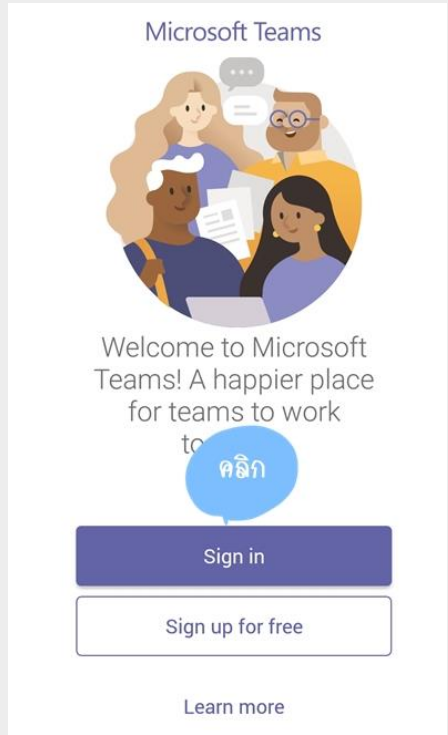 Microsoft Teams
Welcome to Microsoft
Teams! A happier place
for teams to work
คลิก
Sign in
Sign up for free
Learn more